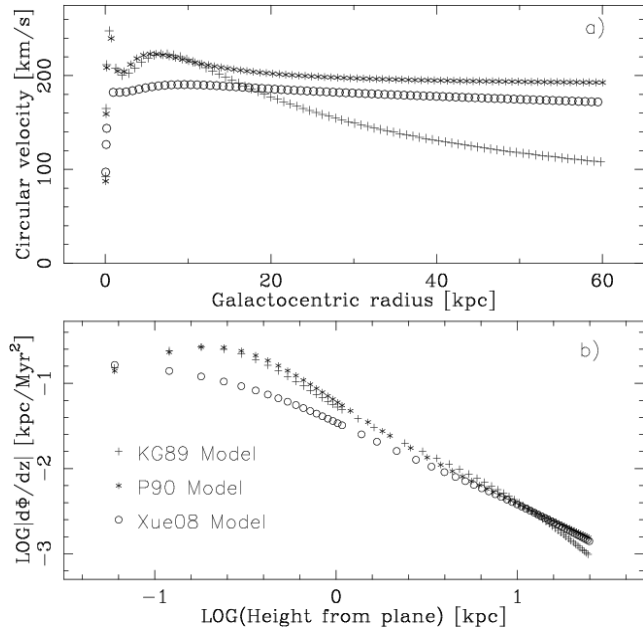 a)
Circular velocity [km/s]
200
100
0
0
20
40
60
Galactocentric radius [kpc]
b)
LOG|dΦ/dz| [kpc/Myr²]
-1
-2
-3
KG89 Model
P90 Model
Xue08 Model
-1
0
1
LOG(Height from plane) [kpc]